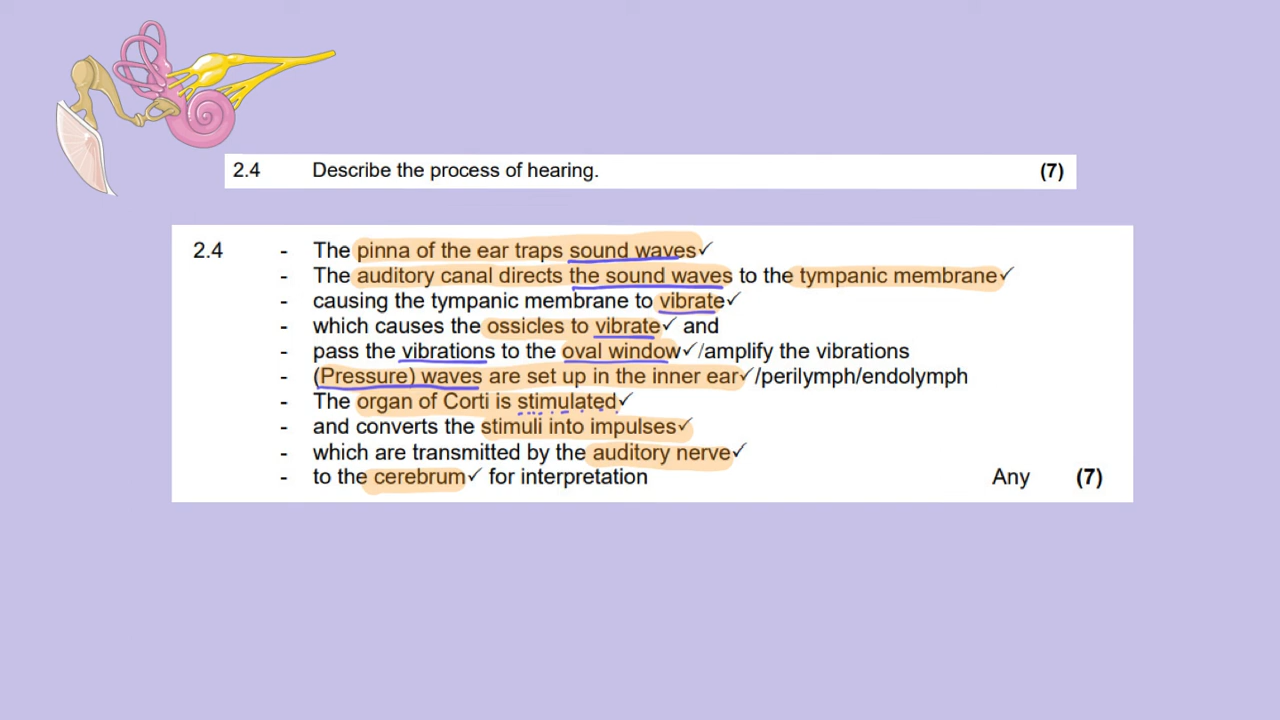 2.4 Describe the process of hearing. (7)
2.4 - The pinna of the ear traps sound waves✓
- The auditory canal directs the sound waves to the tympanic membrane✓
- causing the tympanic membrane to vibrate✓
- which causes the ossicles to vibrate✓ and
- pass the vibrations to the oval window✓/amplify the vibrations
- (Pressure) waves are set up in the inner ear✓/perilymph/endolymph
- The organ of Corti is stimulated✓
- and converts the stimuli into impulses✓
- which are transmitted by the auditory nerve✓
- to the cerebrum✓ for interpretation Any (7)